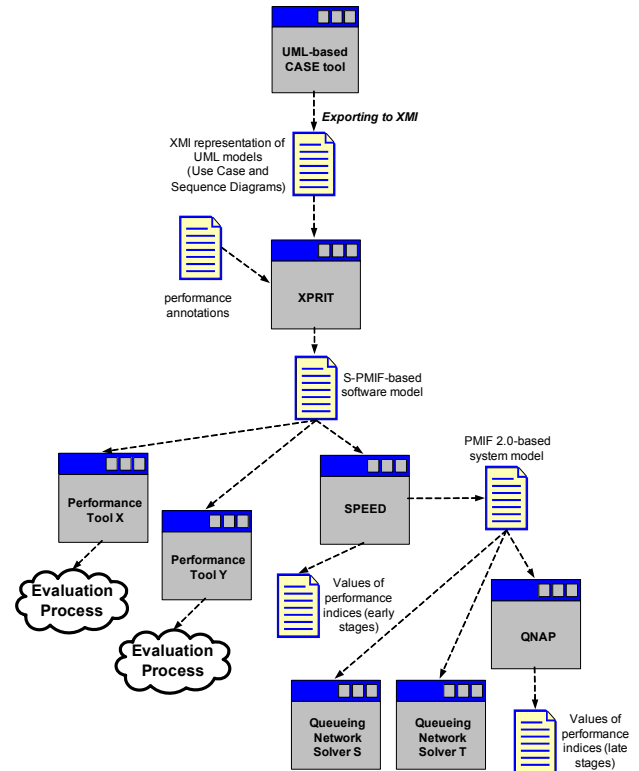 UML-based
CASE tool
Exporting to XMI
XMI representation of
UML models
(Use Case and
Sequence Diagrams)
performance
annotations
XPRIT
S-PMIF-based
software model
PMIF 2.0-based
system model
Performance
Tool X
SPEED
Performance
Tool Y
Evaluation
Process
Values of
performance
indices (early
stages)
QNAP
Evaluation
Process
Queueing
Network
Solver S
Queueing
Network
Solver T
Values of
performance
indices (late
stages)